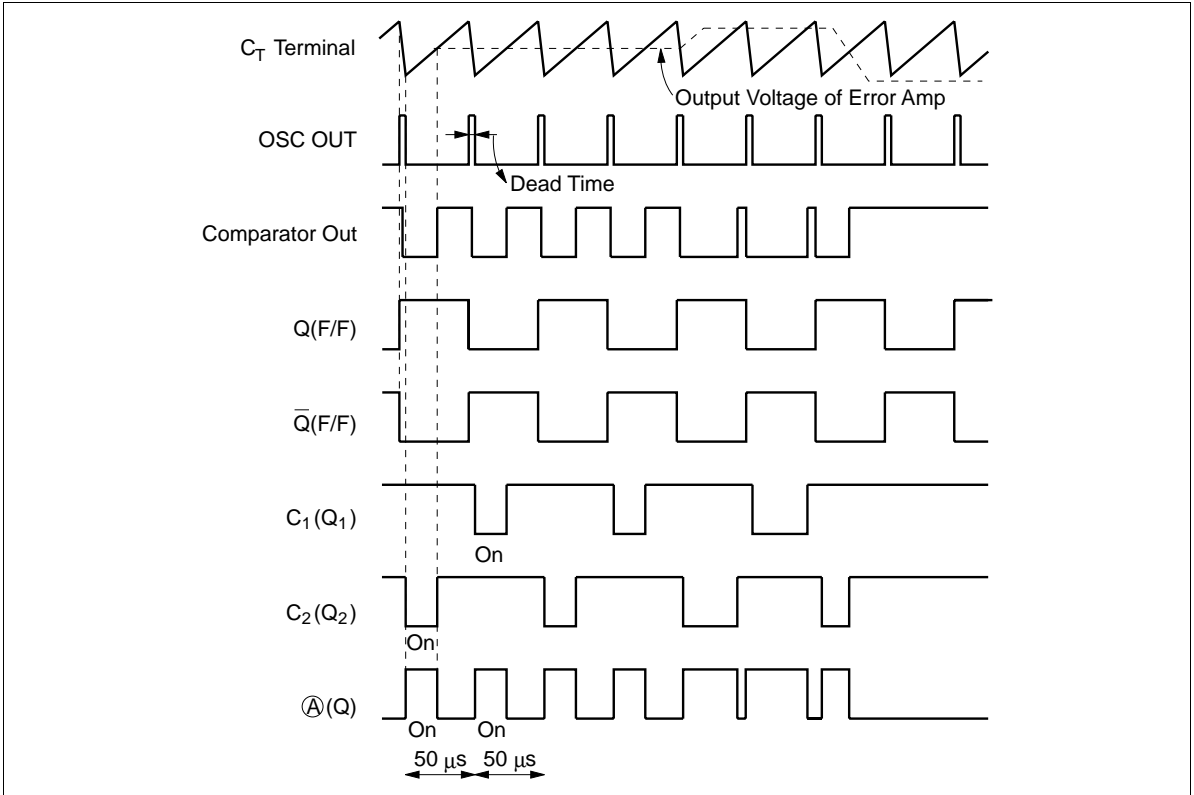 C_T Terminal
Output Voltage of Error Amp
OSC OUT
Dead Time
Comparator Out
Q(F/F)
Q̅(F/F)
C₁(Q₁)
On
C₂(Q₂)
On
Ⓐ(Q)
On On
50 μs 50 μs